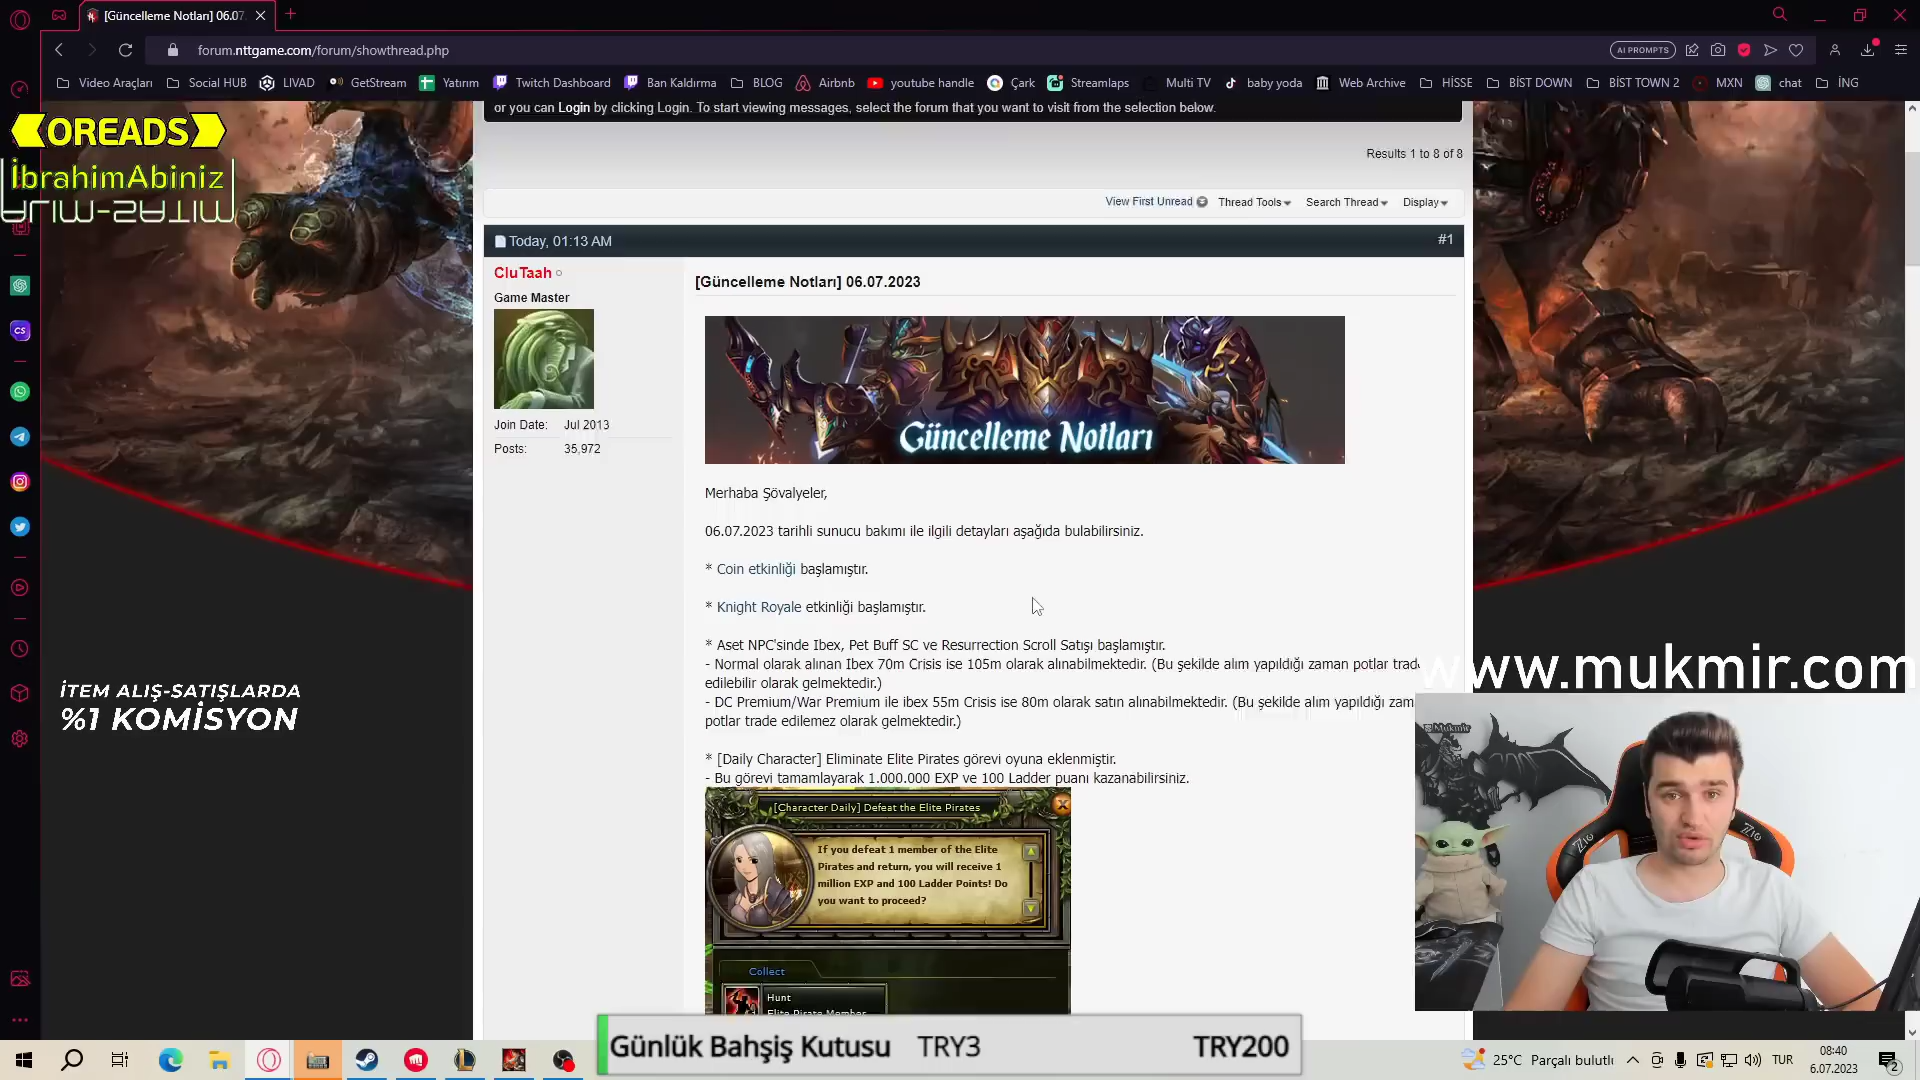 [Güncelleme Notları] 06.07.
forum.nttgame.com/forum/showthread.php
AI PROMPTS
Video Araçları
Social HUB
LIVAD
GetStream
Yatırım
Twitch Dashboard
Ban Kaldırma
BLOG
Airbnb
youtube handle
Çark
Streamlaps
Multi TV
baby yoda
Web Archive
HİSSE
BİST DOWN
BİST TOWN 2
MXN
chat
İNG
or you can Login by clicking Login. To start viewing messages, select the forum that you want to visit from the selection below.
OREADS
İbrahimAbiniz
ALIM-SATIM
Results 1 to 8 of 8
View First Unread Thread Tools Search Thread Display
Today, 01:13 AM #1
CluTaah
Game Master
Join Date: Jul 2013
Posts: 35,972
[Güncelleme Notları] 06.07.2023
Güncelleme Notları
Merhaba Şövalyeler,
06.07.2023 tarihli sunucu bakımı ile ilgili detayları aşağıda bulabilirsiniz.
* Coin etkinliği başlamıştır.
* Knight Royale etkinliği başlamıştır.
* Aset NPC'sinde Ibex, Pet Buff SC ve Resurrection Scroll Satışı başlamıştır.
- Normal olarak alınan Ibex 70m Crisis ise 105m olarak alınabilmektedir. (Bu şekilde alım yapıldığı zaman potlar trade
edilebilir olarak gelmektedir.)
- DC Premium/War Premium ile ibex 55m Crisis ise 80m olarak satın alınabilmektedir. (Bu şekilde alım yapıldığı zam
potlar trade edilemez olarak gelmektedir.)
* [Daily Character] Eliminate Elite Pirates görevi oyuna eklenmiştir.
- Bu görevi tamamlayarak 1.000.000 EXP ve 100 Ladder puanı kazanabilirsiniz.
[Character Daily] Defeat the Elite Pirates
If you defeat 1 member of the Elite
Pirates and return, you will receive 1
million EXP and 100 Ladder Points! Do
you want to proceed?
Collect
Hunt
Elite Pirate Member
İTEM ALIŞ-SATIŞLARDA
%1 KOMİSYON
www.mukmir.com
Mukmir
CS
Günlük Bahşiş Kutusu TRY3 TRY200
25°C Parçalı bulutlu
TUR
08:40
6.07.2023
2